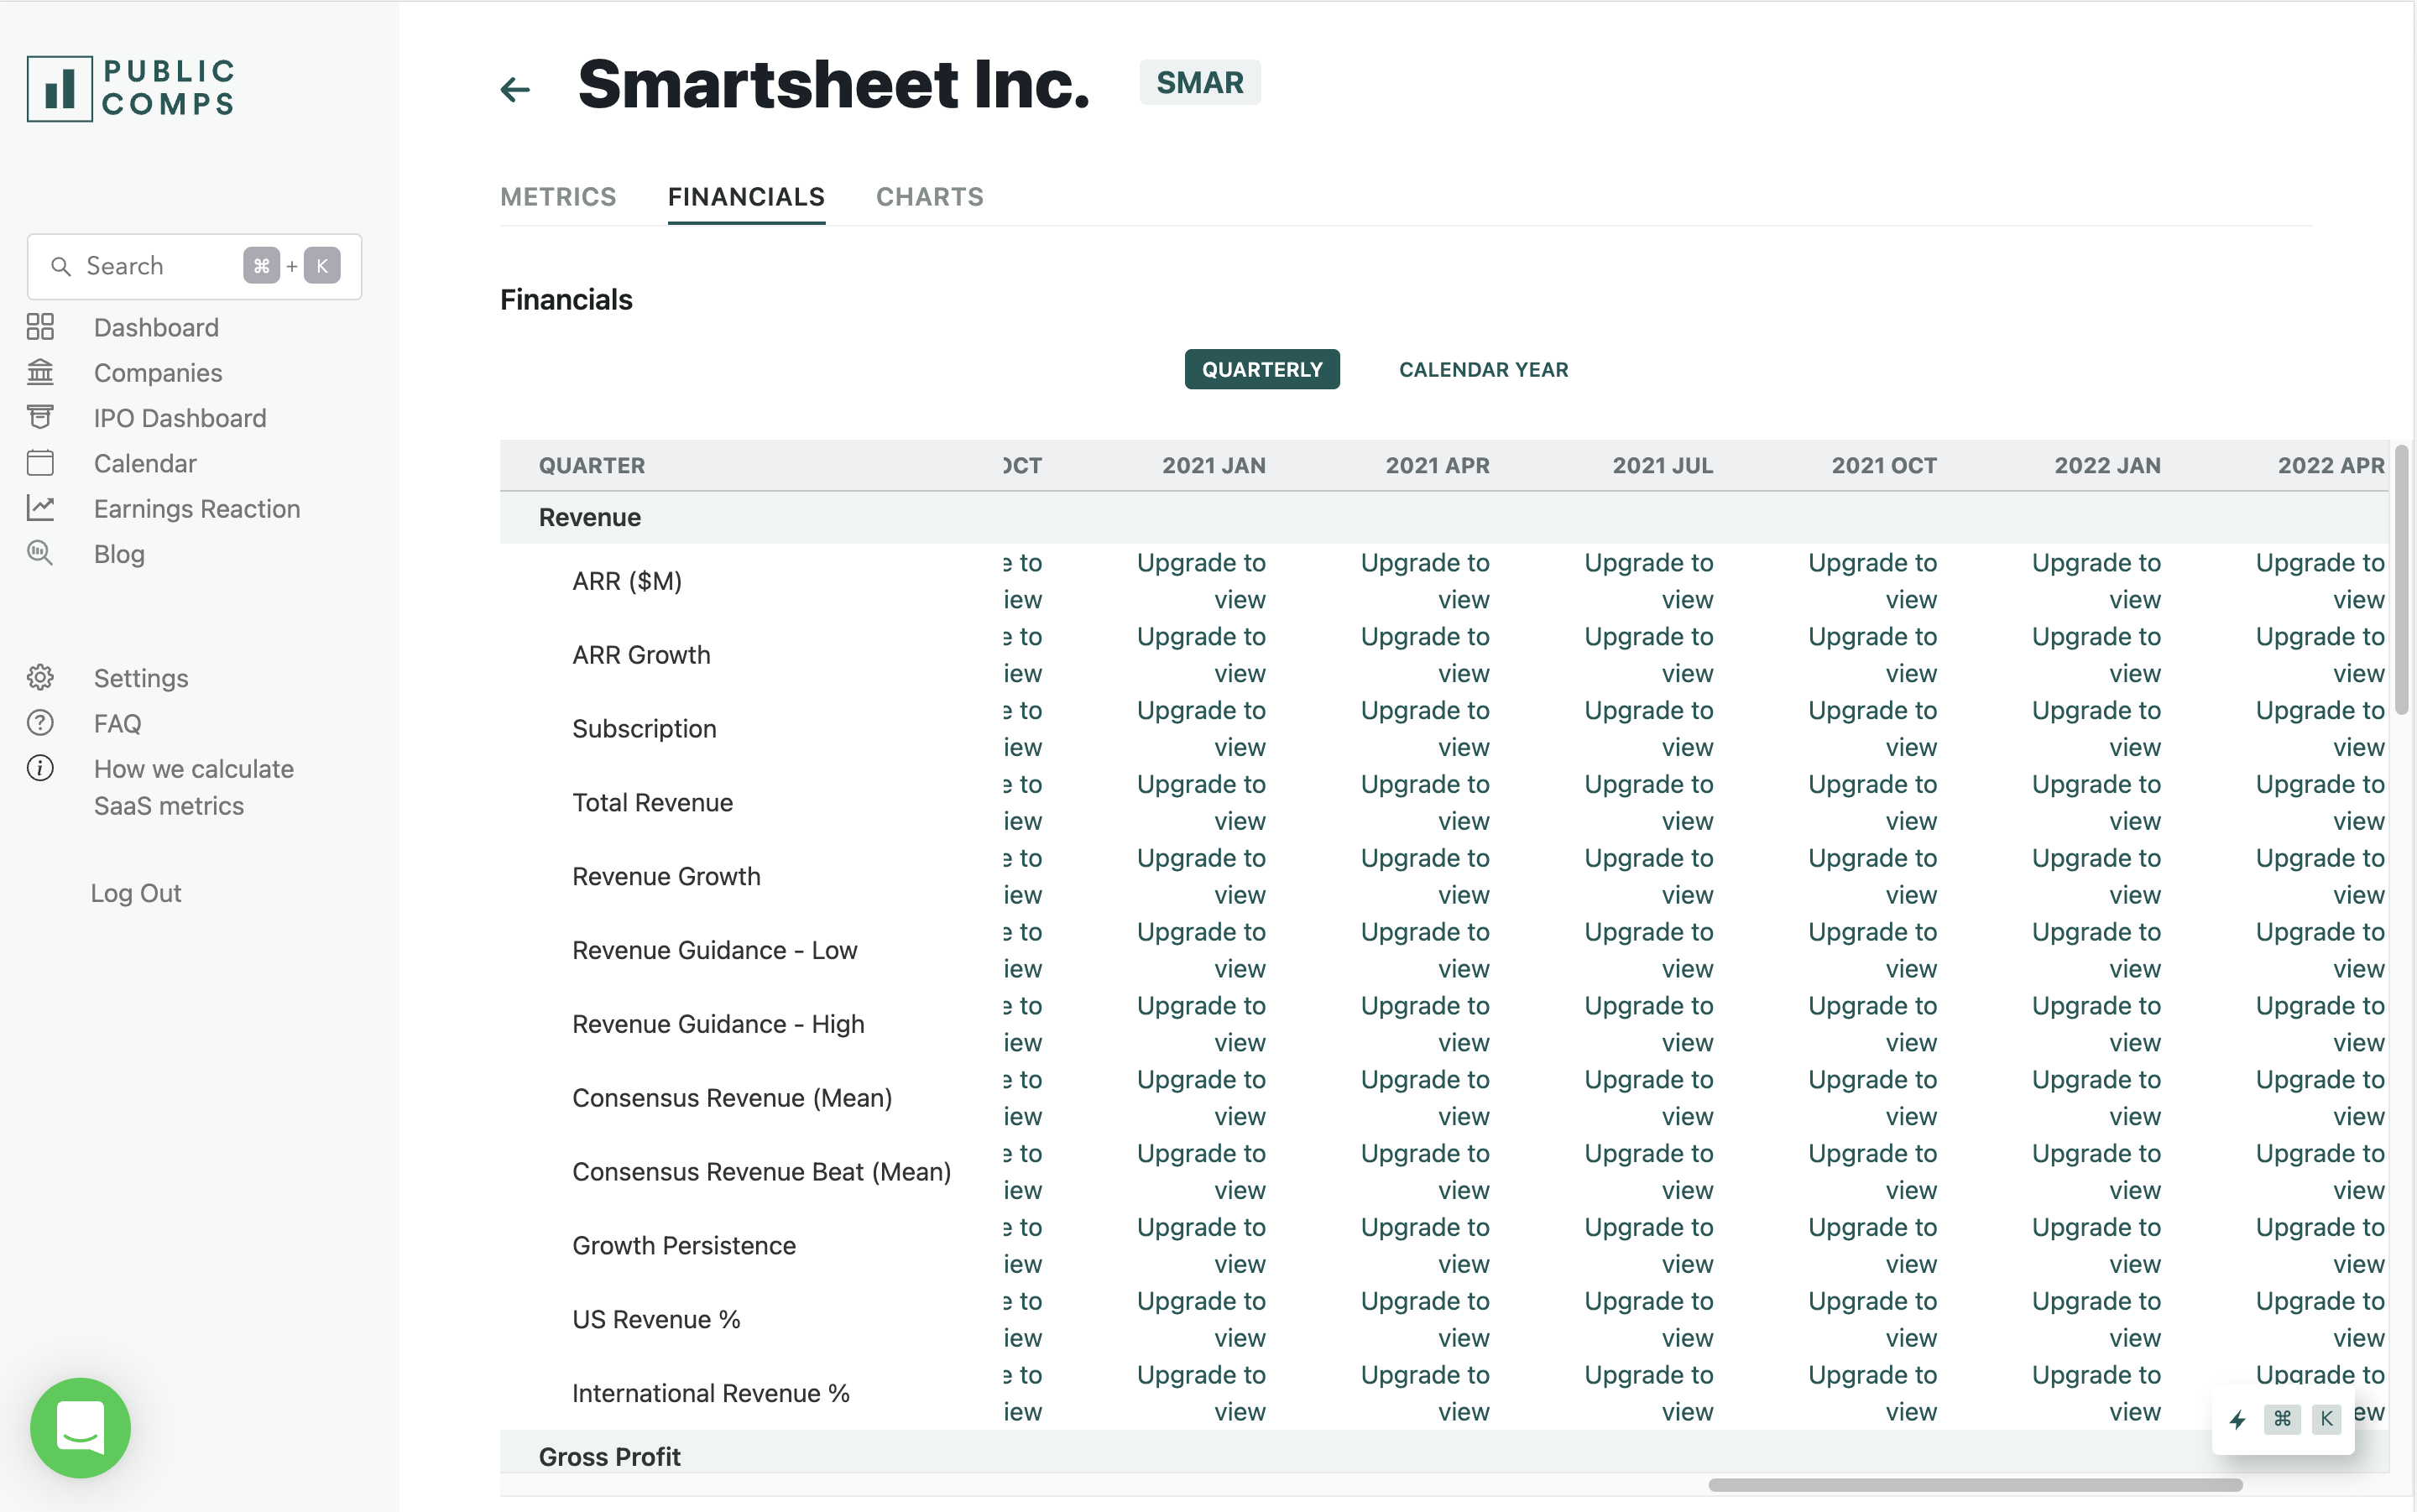 PUBLIC
COMPS
Search ⌘ + K
Dashboard
Companies
IPO Dashboard
Calendar
Earnings Reaction
Blog
Settings
FAQ
How we calculate
SaaS metrics
Log Out
Smartsheet Inc. SMAR
METRICS FINANCIALS CHARTS
Financials
QUARTERLY CALENDAR YEAR
QUARTER OCT 2021 JAN 2021 APR 2021 JUL 2021 OCT 2022 JAN 2022 APR
Revenue
e to Upgrade to Upgrade to Upgrade to Upgrade to Upgrade to Upgrade to
ARR ($M)
iew view view view view view view
e to Upgrade to Upgrade to Upgrade to Upgrade to Upgrade to Upgrade to
ARR Growth
iew view view view view view view
e to Upgrade to Upgrade to Upgrade to Upgrade to Upgrade to Upgrade to
Subscription
iew view view view view view view
e to Upgrade to Upgrade to Upgrade to Upgrade to Upgrade to Upgrade to
Total Revenue
iew view view view view view view
e to Upgrade to Upgrade to Upgrade to Upgrade to Upgrade to Upgrade to
Revenue Growth
iew view view view view view view
e to Upgrade to Upgrade to Upgrade to Upgrade to Upgrade to Upgrade to
Revenue Guidance - Low
iew view view view view view view
e to Upgrade to Upgrade to Upgrade to Upgrade to Upgrade to Upgrade to
Revenue Guidance - High
iew view view view view view view
e to Upgrade to Upgrade to Upgrade to Upgrade to Upgrade to Upgrade to
Consensus Revenue (Mean)
iew view view view view view view
e to Upgrade to Upgrade to Upgrade to Upgrade to Upgrade to Upgrade to
Consensus Revenue Beat (Mean)
iew view view view view view view
e to Upgrade to Upgrade to Upgrade to Upgrade to Upgrade to Upgrade to
Growth Persistence
iew view view view view view view
e to Upgrade to Upgrade to Upgrade to Upgrade to Upgrade to Upgrade to
US Revenue %
iew view view view view view view
e to Upgrade to Upgrade to Upgrade to Upgrade to Upgrade to Upgrade to
International Revenue %
iew view view view view view ew
⌘ K
Gross Profit